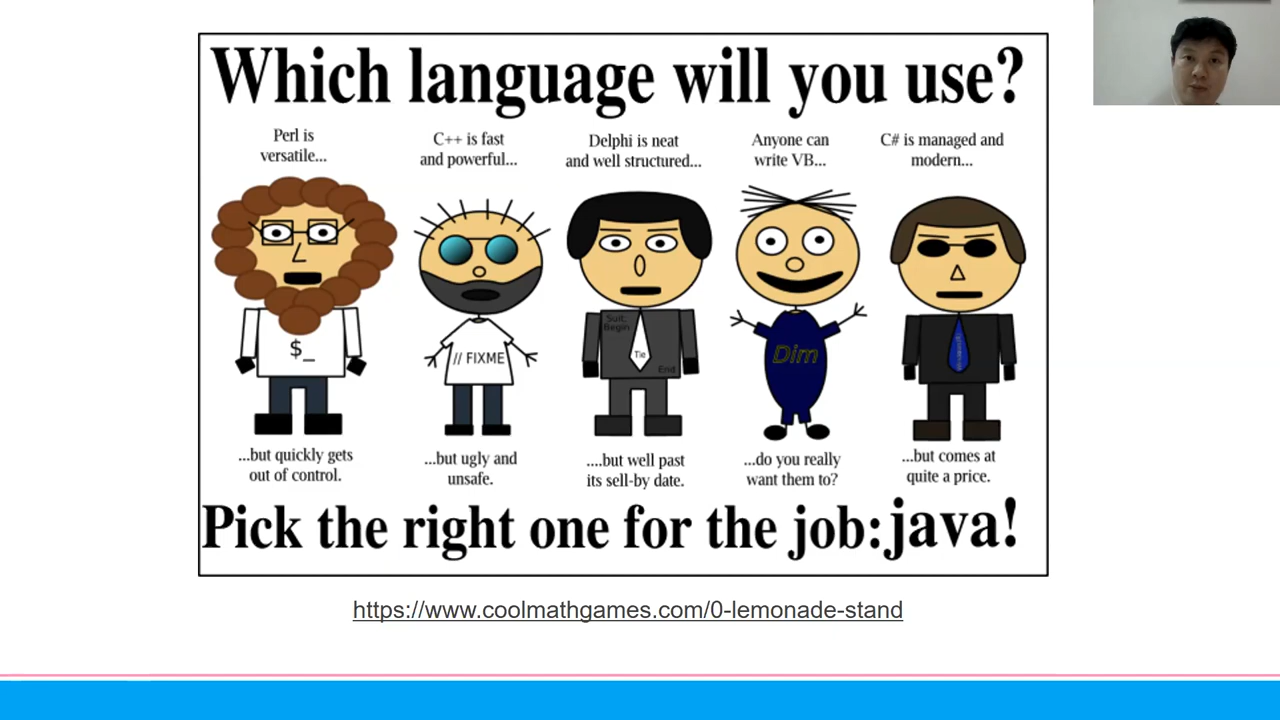 Which language will you use?
Perl is
versatile...
C++ is fast
and powerful...
Delphi is neat
and well structured...
Anyone can
write VB...
C# is managed and
modern...
$_
// FIXME
Suit:
Begin
Tie
End
Dim
...but quickly gets
out of control.
...but ugly and
unsafe.
....but well past
its sell-by date.
...do you really
want them to?
...but comes at
quite a price.
Pick the right one for the job:java!
https://www.coolmathgames.com/0-lemonade-stand